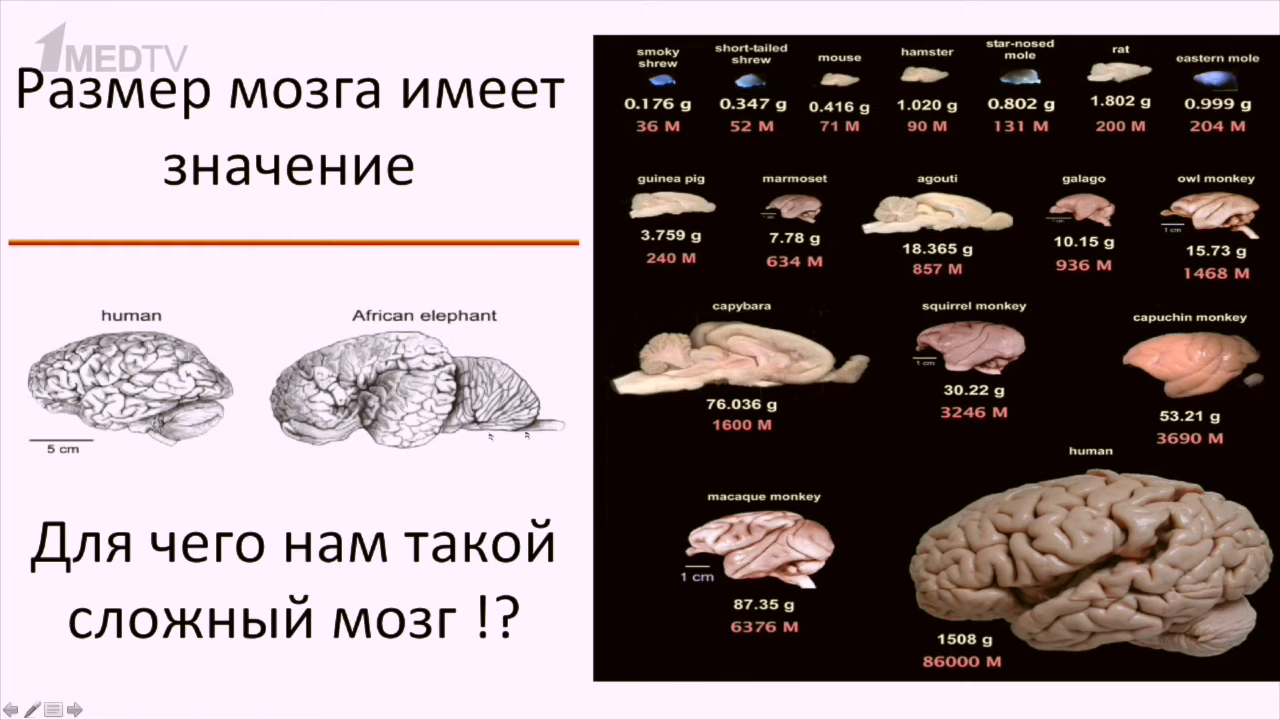 1MEDTV
Размер мозга имеет
значение
human
African elephant
5 cm
Для чего нам такой
сложный мозг !?
smoky
shrew
0.176 g
36 M
short-tailed
shrew
0.347 g
52 M
mouse
0.416 g
71 M
hamster
1.020 g
90 M
star-nosed
mole
0.802 g
131 M
rat
1.802 g
200 M
eastern mole
0.999 g
204 M
guinea pig
3.759 g
240 M
marmoset
7.78 g
634 M
agouti
18.365 g
857 M
galago
10.15 g
936 M
owl monkey
1 cm
15.73 g
1468 M
capybara
76.036 g
1600 M
squirrel monkey
1 cm
30.22 g
3246 M
capuchin monkey
53.21 g
3690 M
macaque monkey
1 cm
87.35 g
6376 M
human
1508 g
86000 M